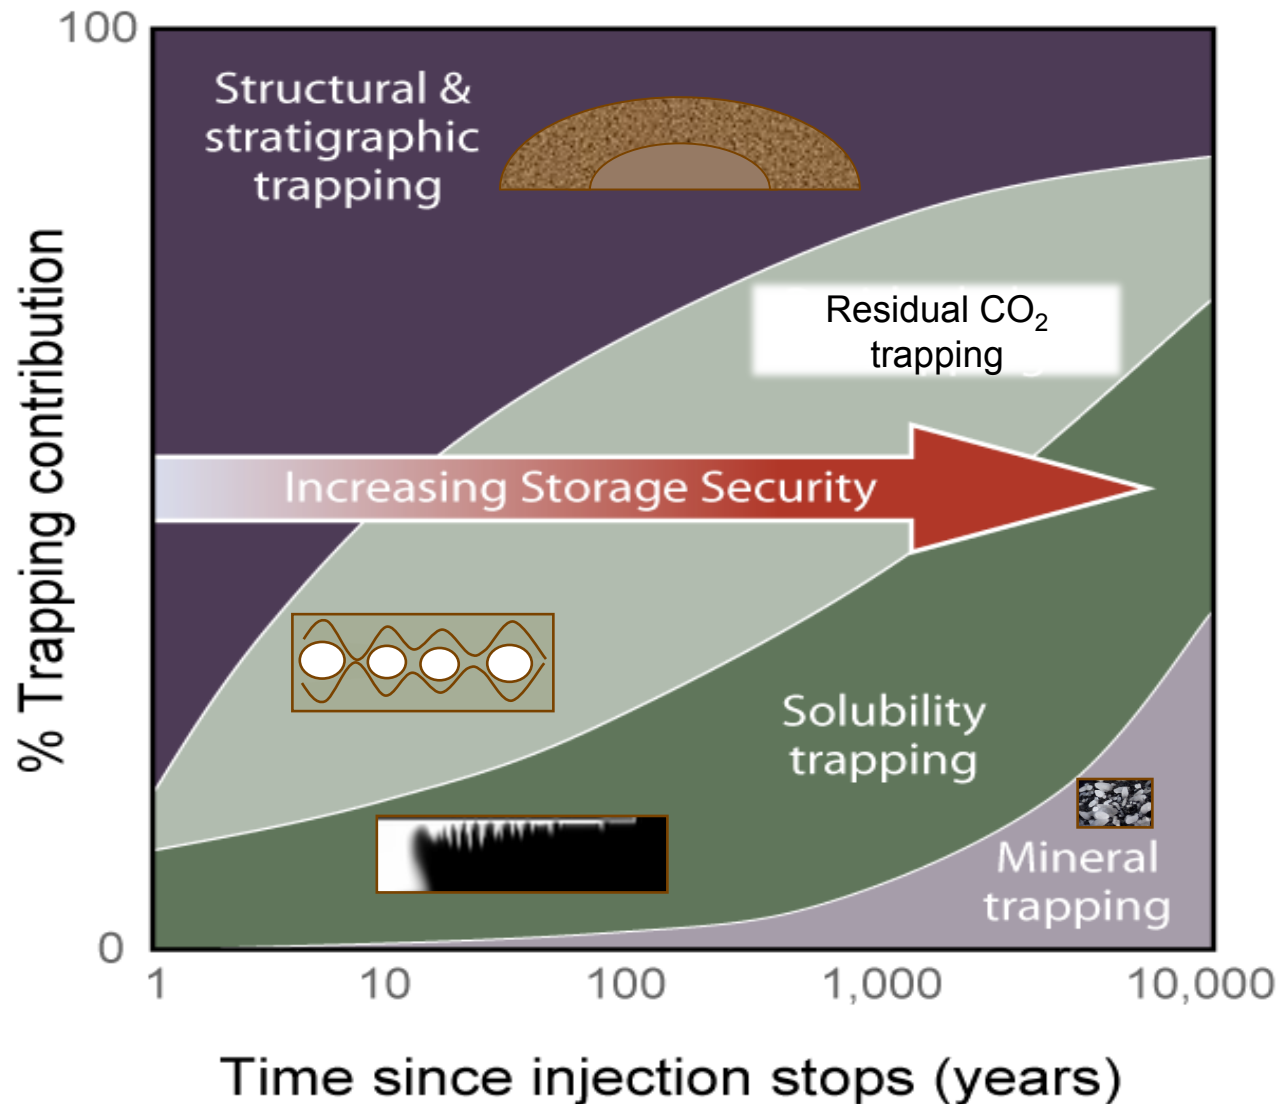 100
Structural &
stratigraphic
trapping
Residual CO₂
trapping
% Trapping contribution
Increasing Storage Security
Solubility
trapping
Mineral
trapping
0
1 10 100 1,000 10,000
Time since injection stops (years)